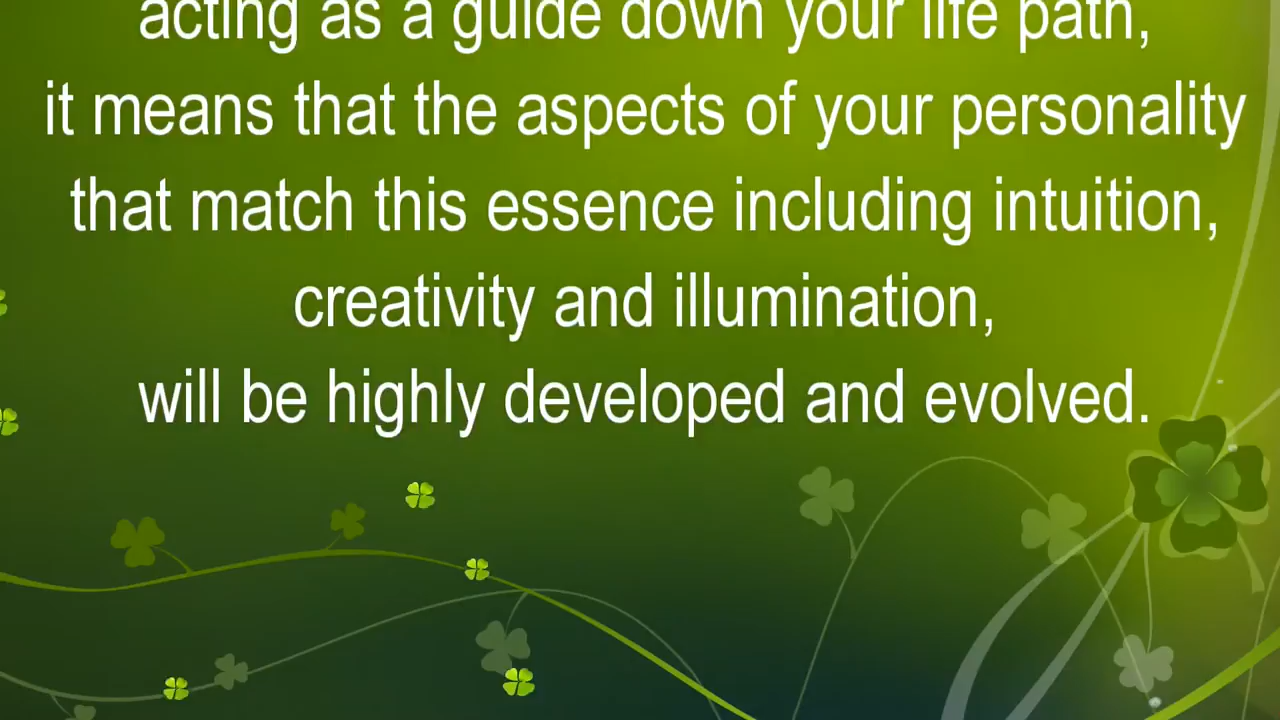 acting as a guide down your life path,
it means that the aspects of your personality
that match this essence including intuition,
creativity and illumination,
will be highly developed and evolved.